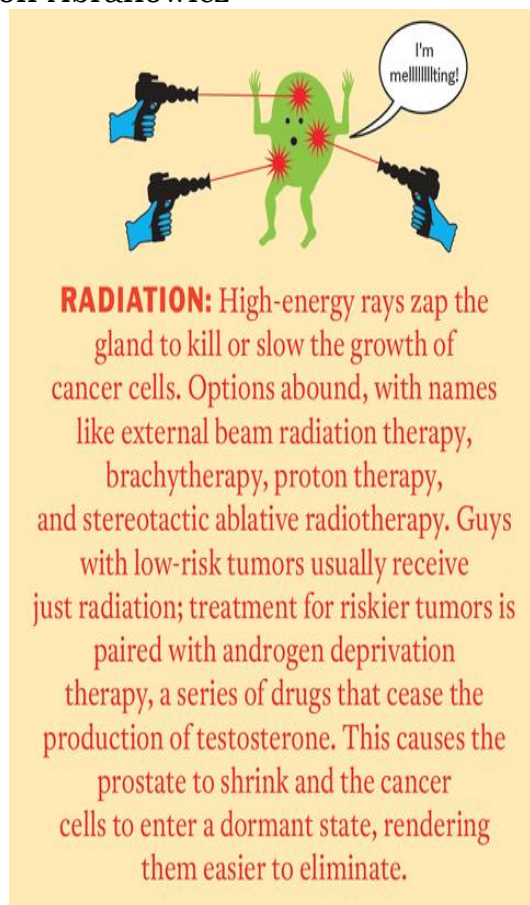 I'm
mellllllllting!
RADIATION: High-energy rays zap the
gland to kill or slow the growth of
cancer cells. Options abound, with names
like external beam radiation therapy,
brachytherapy, proton therapy,
and stereotactic ablative radiotherapy. Guys
with low-risk tumors usually receive
just radiation; treatment for riskier tumors is
paired with androgen deprivation
therapy, a series of drugs that cease the
production of testosterone. This causes the
prostate to shrink and the cancer
cells to enter a dormant state, rendering
them easier to eliminate.